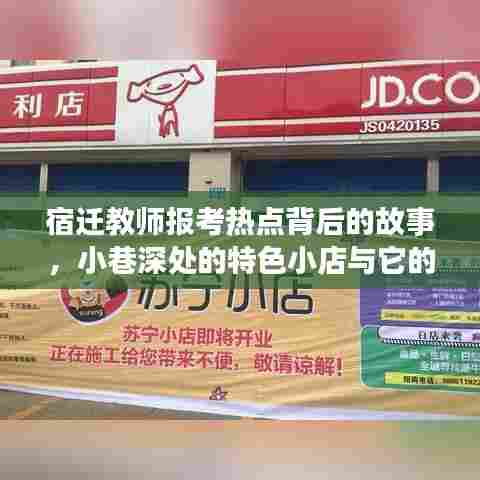 利店
JD.CO
JS0420135
宿迁教师报考热点背后的故事
，小巷深处的特色小店与它的
苏宁小店
苏宁小店即将开业
正在施工给您带来不便，敬请谅解！